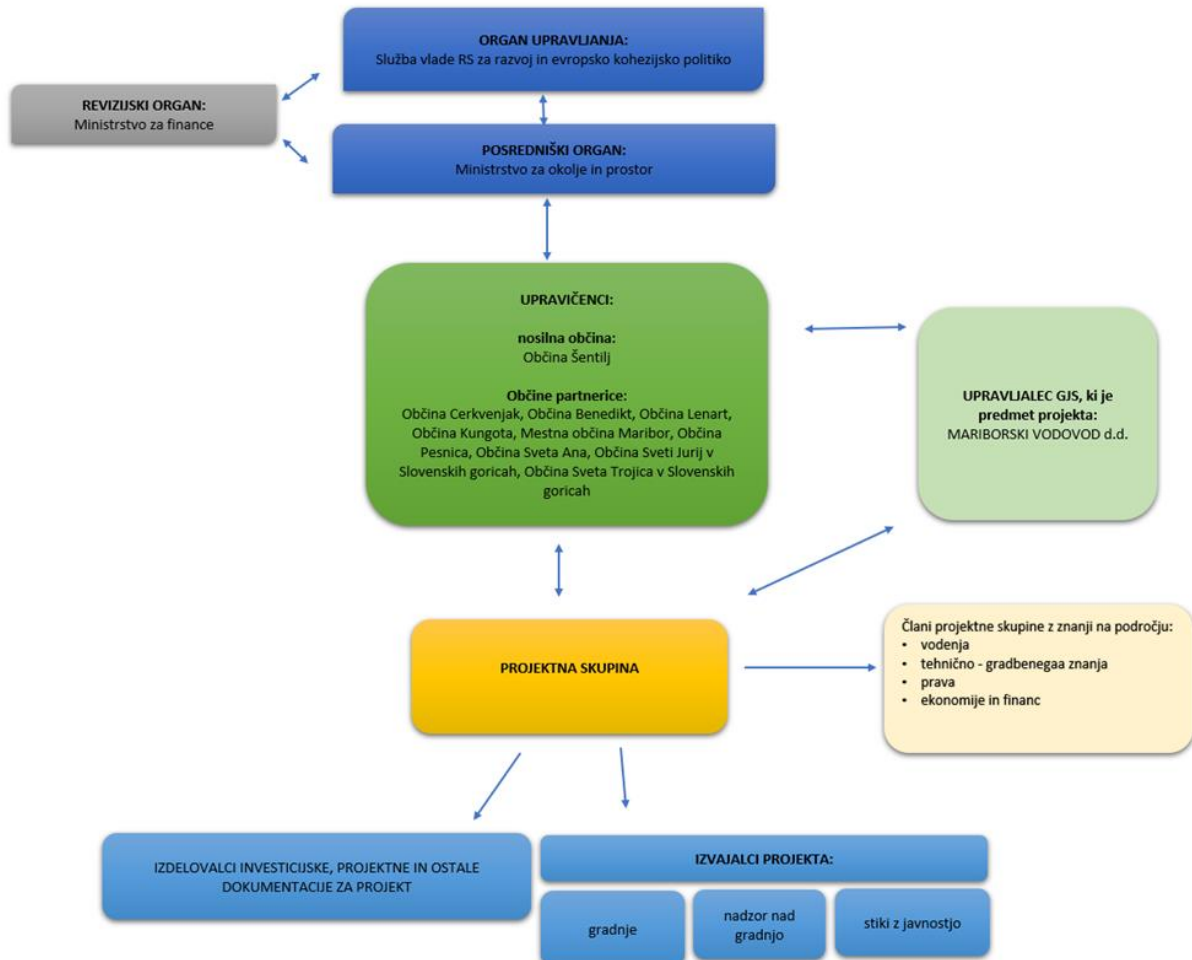 ORGAN UPRAVLJANJA:
Služba vlade RS za razvoj in evropsko kohezijsko politiko
REVIZIJSKI ORGAN:
Ministrstvo za finance
POSREDNIŠKI ORGAN:
Ministrstvo za okolje in prostor
UPRAVIČENCI:
nosilna občina:
Občina Šentilj
Občine partnerice:
Občina Cerkvenjak, Občina Benedikt, Občina Lenart,
Občina Kungota, Mestna občina Maribor, Občina
Pesnica, Občina Sveta Ana, Občina Sveti Jurij v
Slovenskih goricah, Občina Sveta Trojica v Slovenskih
goricah
UPRAVLJALEC GJS, ki je
predmet projekta:
MARIBORSKI VODOVOD d.d.
PROJEKTNA SKUPINA
Člani projektne skupine z znanji na področju:
• vodenja
• tehnično - gradbenegaa znanja
• prava
• ekonomije in financ
IZDELOVALCI INVESTICIJSKE, PROJEKTNE IN OSTALE
DOKUMENTACIJE ZA PROJEKT
IZVAJALCI PROJEKTA:
gradnje
nadzor nad
gradnjo
stiki z javnostjo